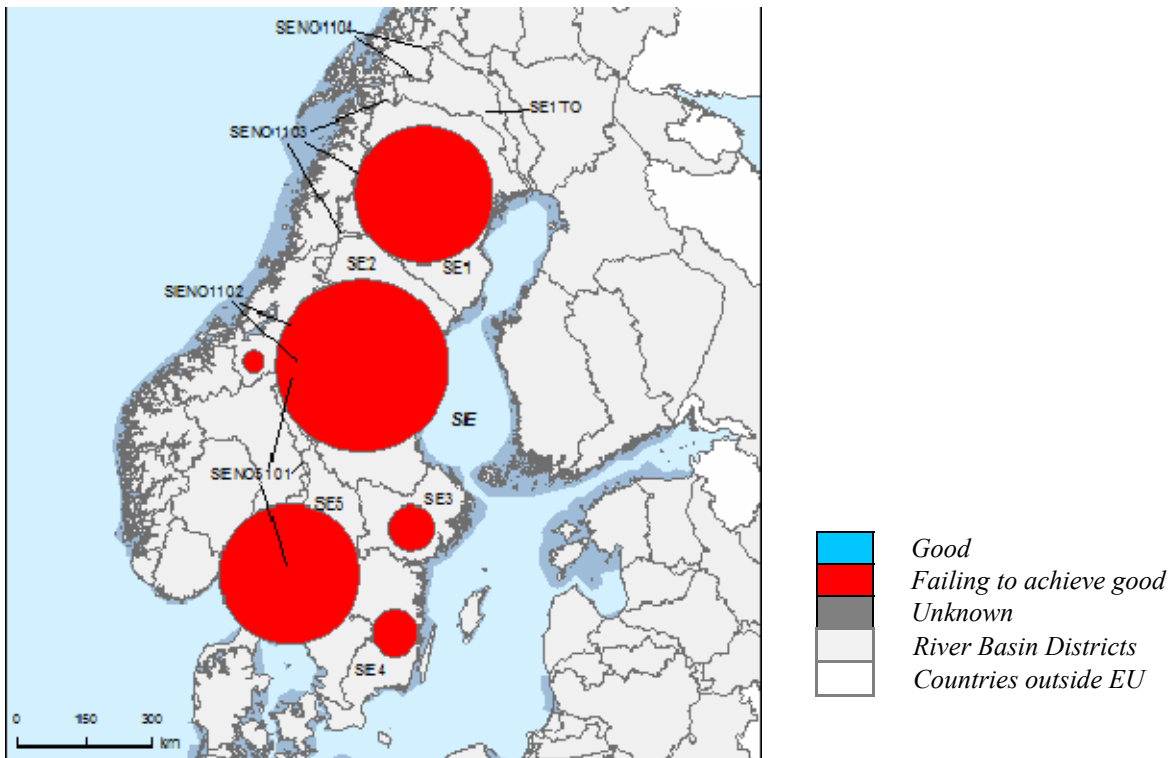 SENO1104
SE1TO
SENO1103
SE2
SE1
SENO1102
SE
SENO5101
SE5
SE3
SE4
0 150 300
km
Good
Failing to achieve good
Unknown
River Basin Districts
Countries outside EU